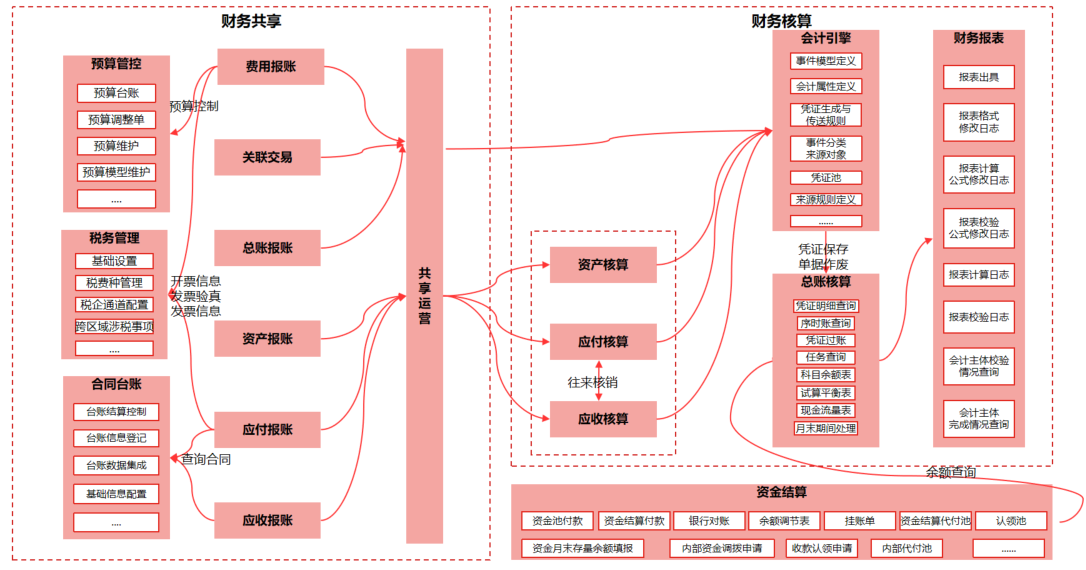 财务共享
预算管控
预算台账
预算调整单
预算维护
预算模型维护
....
税务管理
基础设置
税费种管理
税企通道配置
跨区域涉税事项
....
合同台账
台账结算控制
台账信息登记
台账数据集成
基础信息配置
....
预算控制
开票信息
发票验真
发票信息
查询合同
费用报账
关联交易
总账报账
资产报账
应付报账
应收报账
共享运营
财务核算
资产核算
应付核算
往来核销
应收核算
会计引擎
事件模型定义
会计属性定义
凭证生成与
传送规则
事件分类
来源对象
凭证池
来源规则定义
......
凭证保存
单据作废
总账核算
凭证明细查询
序时账查询
凭证过账
任务查询
科目余额表
试算平衡表
现金流量表
月末期间处理
财务报表
报表出具
报表格式
修改日志
报表计算
公式修改日志
报表校验
公式修改日志
报表计算日志
报表校验日志
会计主体校验
情况查询
会计主体
完成情况查询
余额查询
资金结算
资金池付款
资金结算付款
银行对账
余额调节表
挂账单
资金结算代付池
认领池
资金月末存量余额填报
内部资金调拨申请
收款认领申请
内部代付池
......